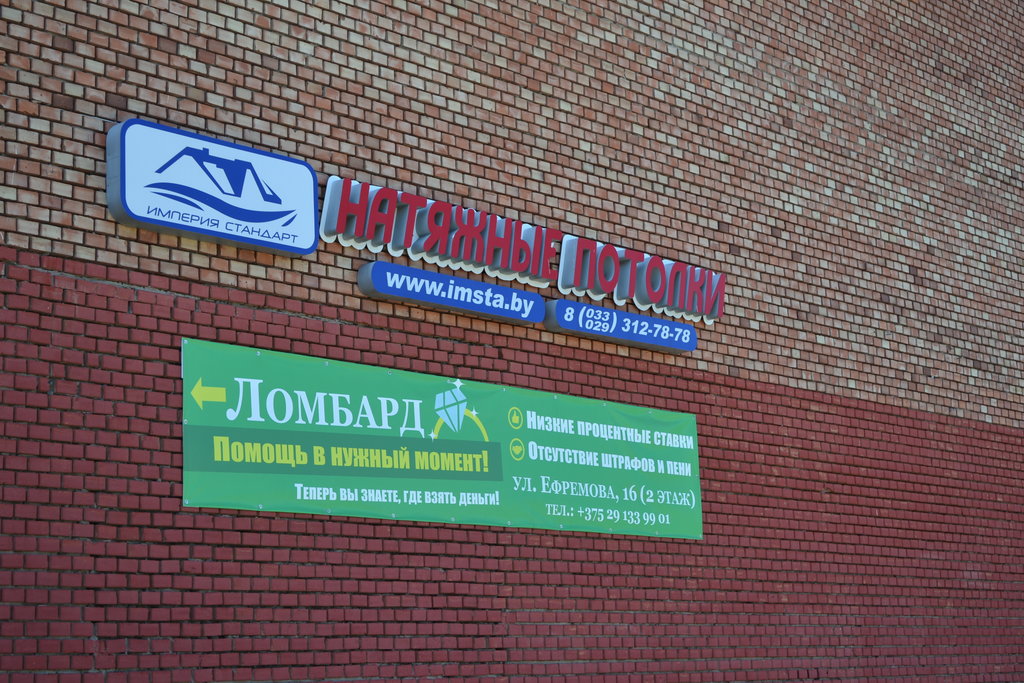 ИМПЕРИЯ СТАНДАРТ
НАТЯЖНЫЕ ПОТОЛКИ
www.imsta.by
8 (033 029) 312-78-78
ЛОМБАРД
ПОМОЩЬ В НУЖНЫЙ МОМЕНТ!
ТЕПЕРЬ ВЫ ЗНАЕТЕ, ГДЕ ВЗЯТЬ ДЕНЬГИ!
НИЗКИЕ ПРОЦЕНТНЫЕ СТАВКИ
ОТСУТСТВИЕ ШТРАФОВ И ПЕНИ
УЛ. ЕФРЕМОВА, 16 (2 ЭТАЖ)
ТЕЛ.: +375 29 133 99 01